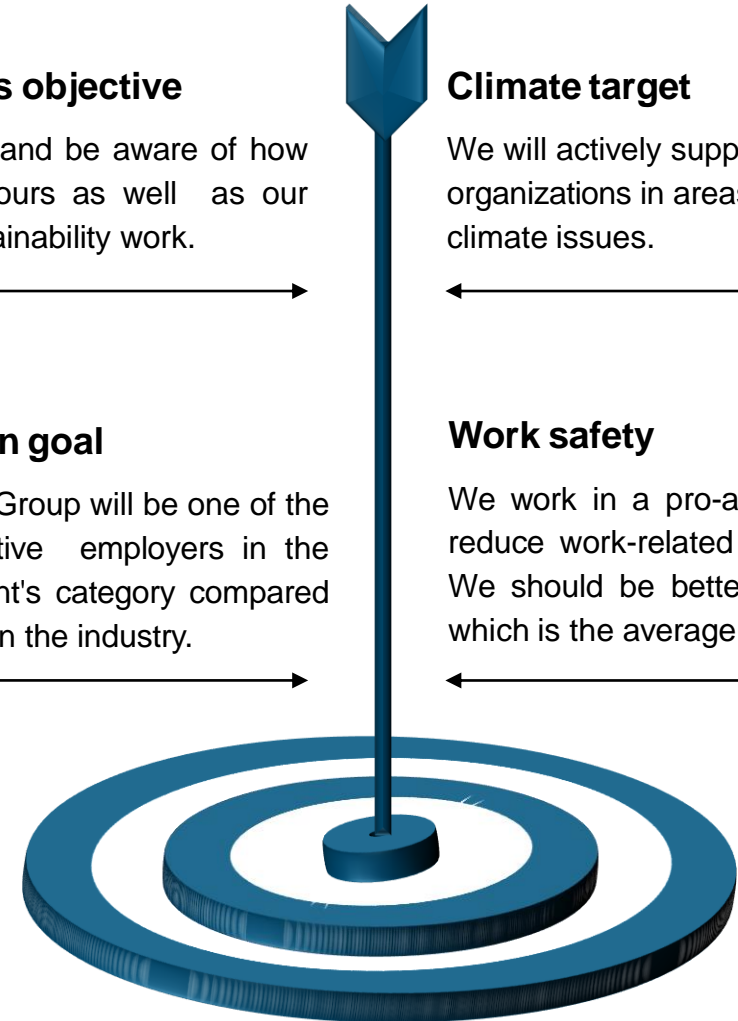 s objective
and be aware of how
ours as well as our
ainability work.
Climate target
We will actively supp
organizations in areas
climate issues.
n goal
Group will be one of the
tive employers in the
nt's category compared
n the industry.
Work safety
We work in a pro-a
reduce work-related
We should be bette
which is the average